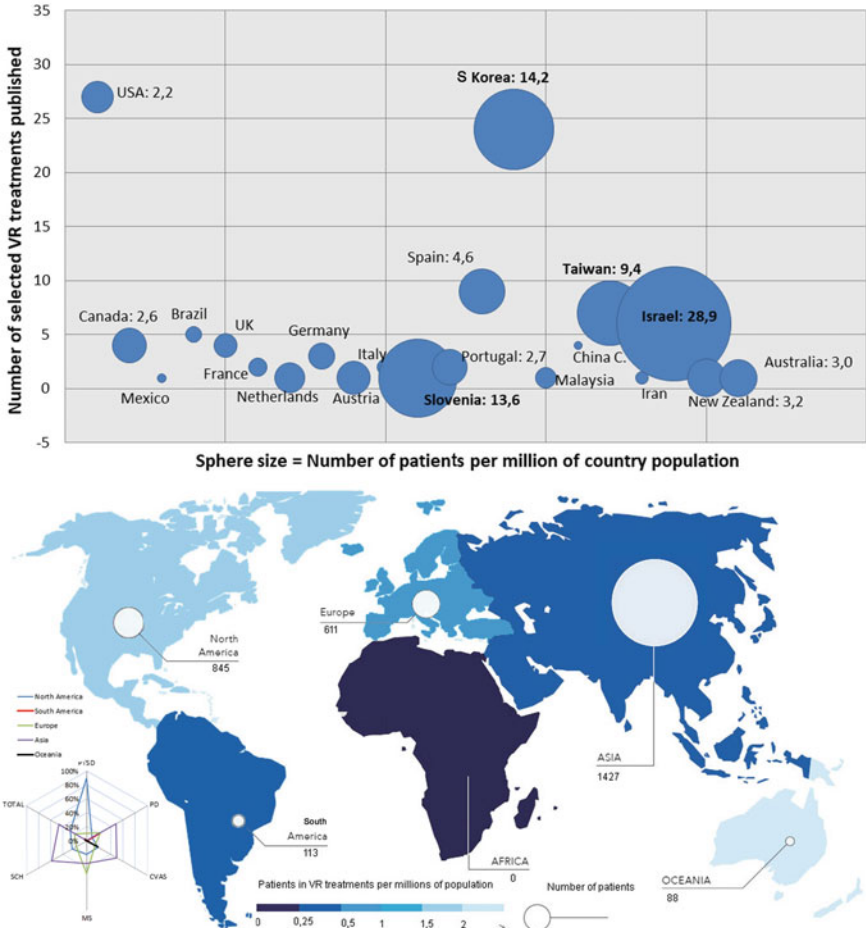 35
30
25
20
15
10
5
0
-5
Number of selected VR treatments published
USA: 2,2
S Korea: 14,2
Spain: 4,6
Taiwan: 9,4
Canada: 2,6
Brazil
UK
Germany
Israel: 28,9
Mexico
France
Netherlands
Austria
Italy
Slovenia: 13,6
Portugal: 2,7
Malaysia
China C.
Iran
New Zealand: 3,2
Australia: 3,0
Sphere size = Number of patients per million of country population
North
America
845
Europe
611
ASIA
1427
South
America
113
AFRICA
0
OCEANIA
88
North America
South America
Europe
Asia
Oceania
100%
80%
60%
40%
20%
0%
TOTAL
PD
SCH
CVAS
MS
Patients in VR treatments per millions of population
0 0,25 0,5 1 1,5 2
Number of patients